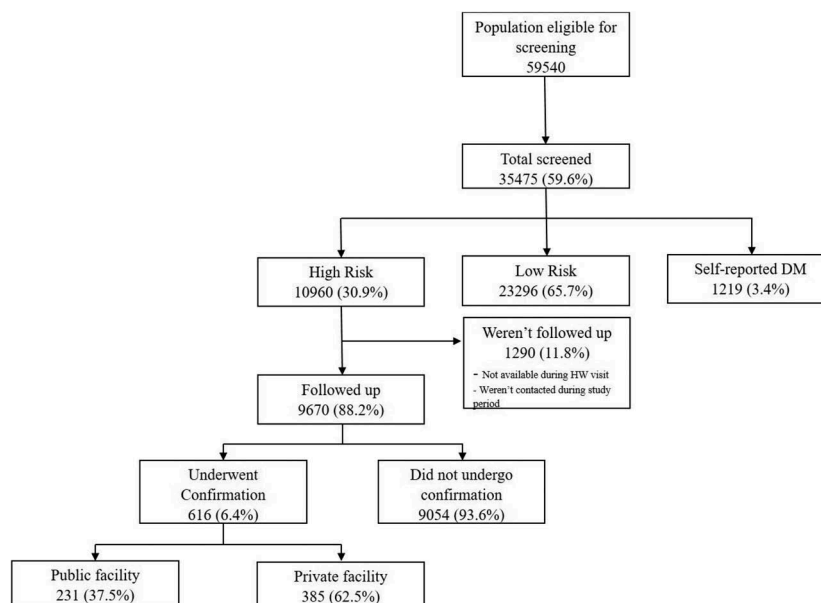 Population eligible for
screening
59540
Total screened
35475 (59.6%)
High Risk
10960 (30.9%)
Low Risk
23296 (65.7%)
Self-reported DM
1219 (3.4%)
Weren't followed up
1290 (11.8%)
- Not available during HW visit
- Weren't contacted during study
period
Followed up
9670 (88.2%)
Underwent
Confirmation
616 (6.4%)
Did not undergo
confirmation
9054 (93.6%)
Public facility
231 (37.5%)
Private facility
385 (62.5%)